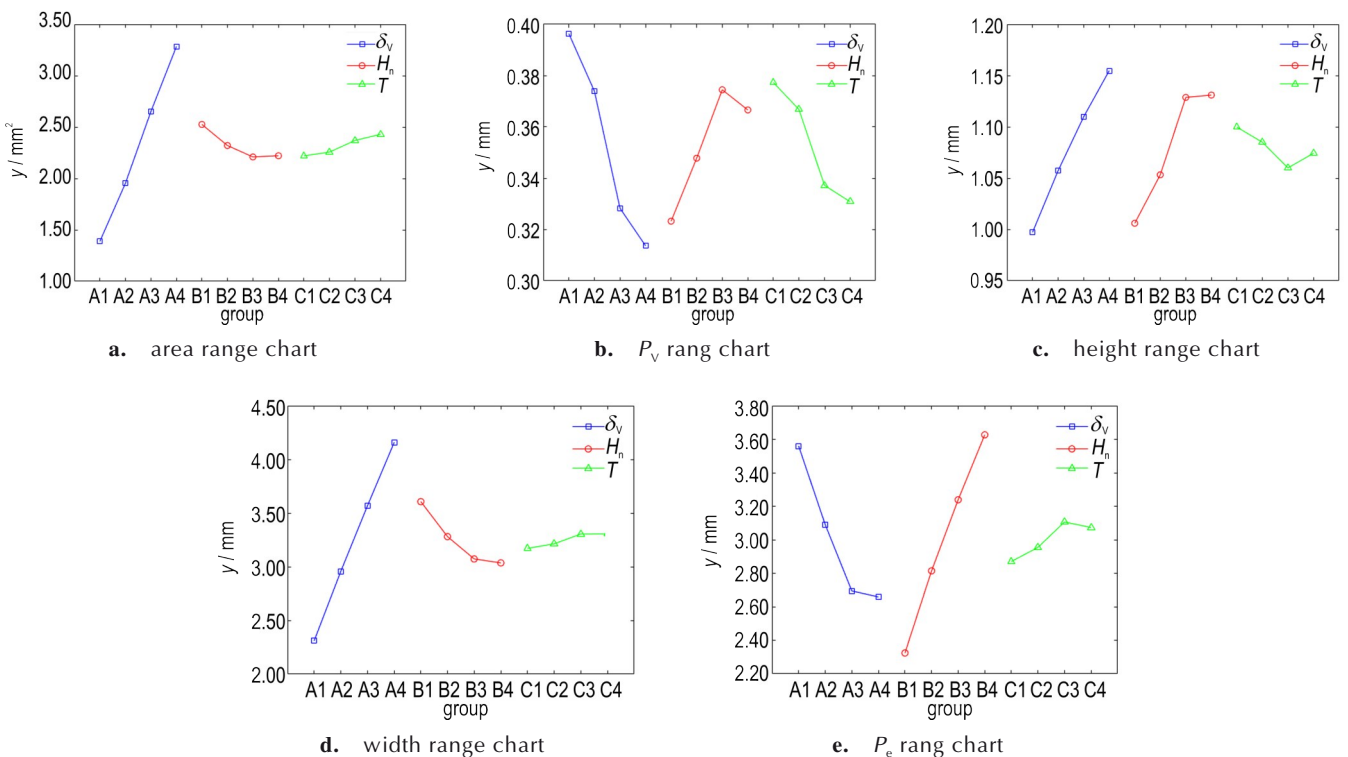 3.50
3.00
2.50
2.00
1.50
1.00
y / mm²
δV
Hn
T
A1 A2 A3 A4 B1 B2 B3 B4 C1 C2 C3 C4
group
a. area range chart
0.40
0.38
0.36
0.34
0.32
0.30
y / mm
δV
Hn
T
A1 A2 A3 A4 B1 B2 B3 B4 C1 C2 C3 C4
group
b. PV rang chart
1.20
1.15
1.10
1.05
1.00
0.95
y / mm
δV
Hn
T
A1 A2 A3 A4 B1 B2 B3 B4 C1 C2 C3 C4
group
c. height range chart
4.50
4.00
3.50
3.00
2.50
2.00
y / mm
δV
Hn
T
A1 A2 A3 A4 B1 B2 B3 B4 C1 C2 C3 C4
group
d. width range chart
3.80
3.60
3.40
3.20
3.00
2.80
2.60
2.40
2.20
y / mm
δV
Hn
T
A1 A2 A3 A4 B1 B2 B3 B4 C1 C2 C3 C4
group
e. Pe rang chart